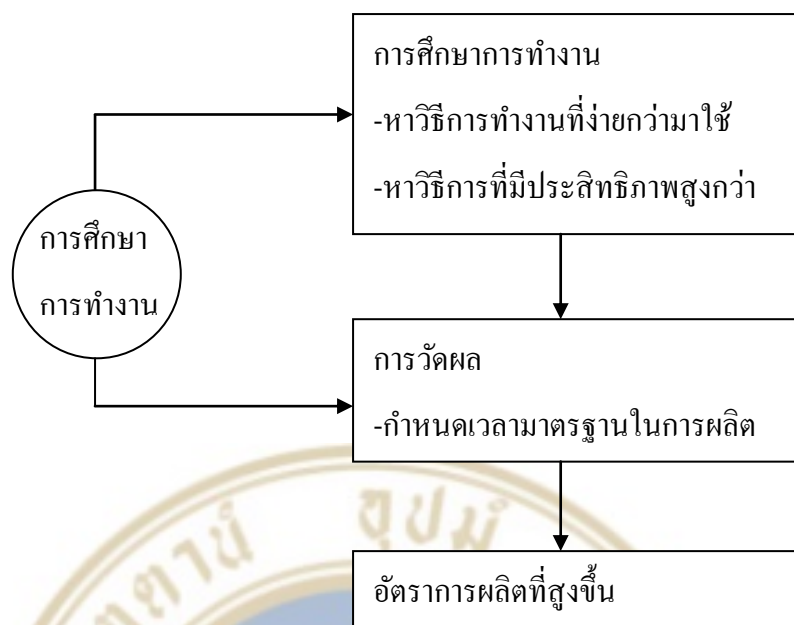 การศึกษาการทำงาน
-หาวิธีการทำงานที่ง่ายกว่ามาใช้
-หาวิธีการที่มีประสิทธิภาพสูงกว่า
การศึกษา
การทำงาน
การวัดผล
-กำหนดเวลามาตรฐานในการผลิต
อุปมํ
อัตราการผลิตที่สูงขึ้น